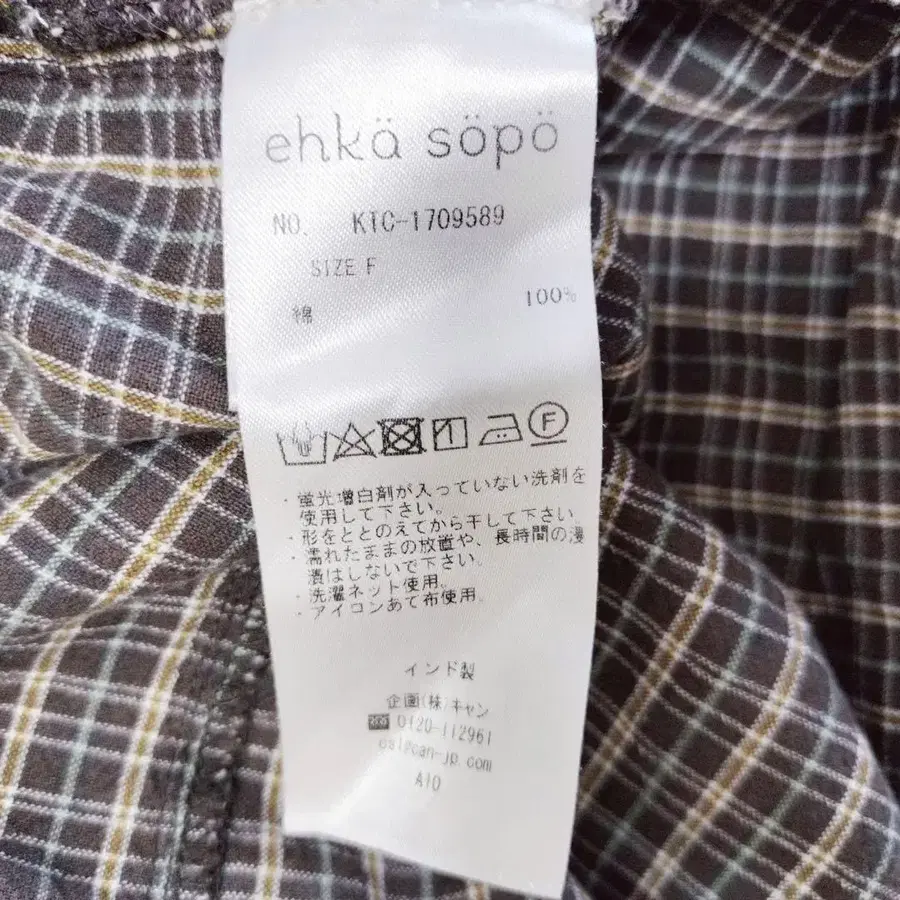 ehkä söpö
NO. KTC-1709589
SIZE F
綿 100%
F
・蛍光増白剤が入っていない洗剤を
使用して下さい。
・形をととのえてから干して下さい
・濡れたままの放置や、長時間の浸
漬はしないで下さい。
・洗濯ネット使用。
・アイロンあて布使用。
インド製
企画(株)キャン
0120-112961
A10